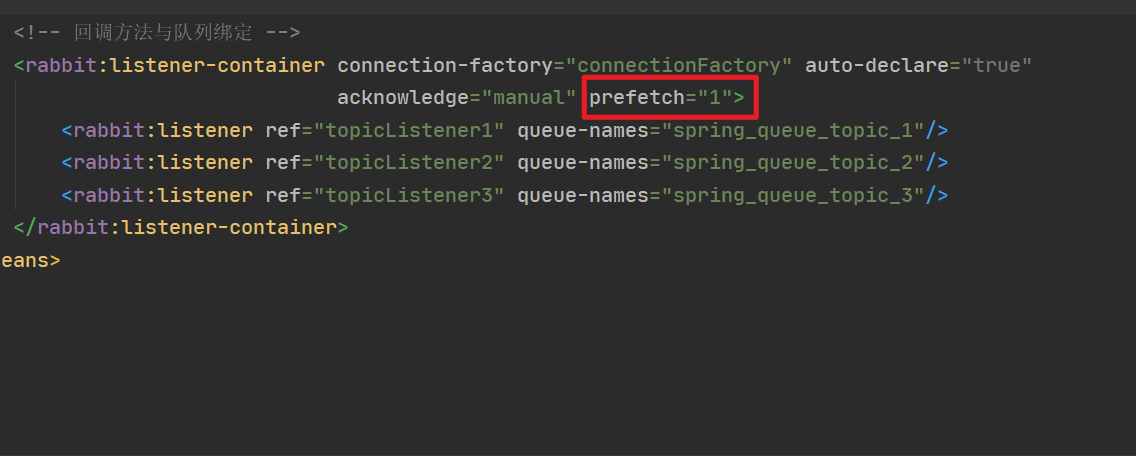 <!-- 回调方法与队列绑定 -->
<rabbit:listener-container connection-factory="connectionFactory" auto-declare="true"
acknowledge="manual" prefetch="1">
<rabbit:listener ref="topicListener1" queue-names="spring_queue_topic_1"/>
<rabbit:listener ref="topicListener2" queue-names="spring_queue_topic_2"/>
<rabbit:listener ref="topicListener3" queue-names="spring_queue_topic_3"/>
</rabbit:listener-container>
eans>